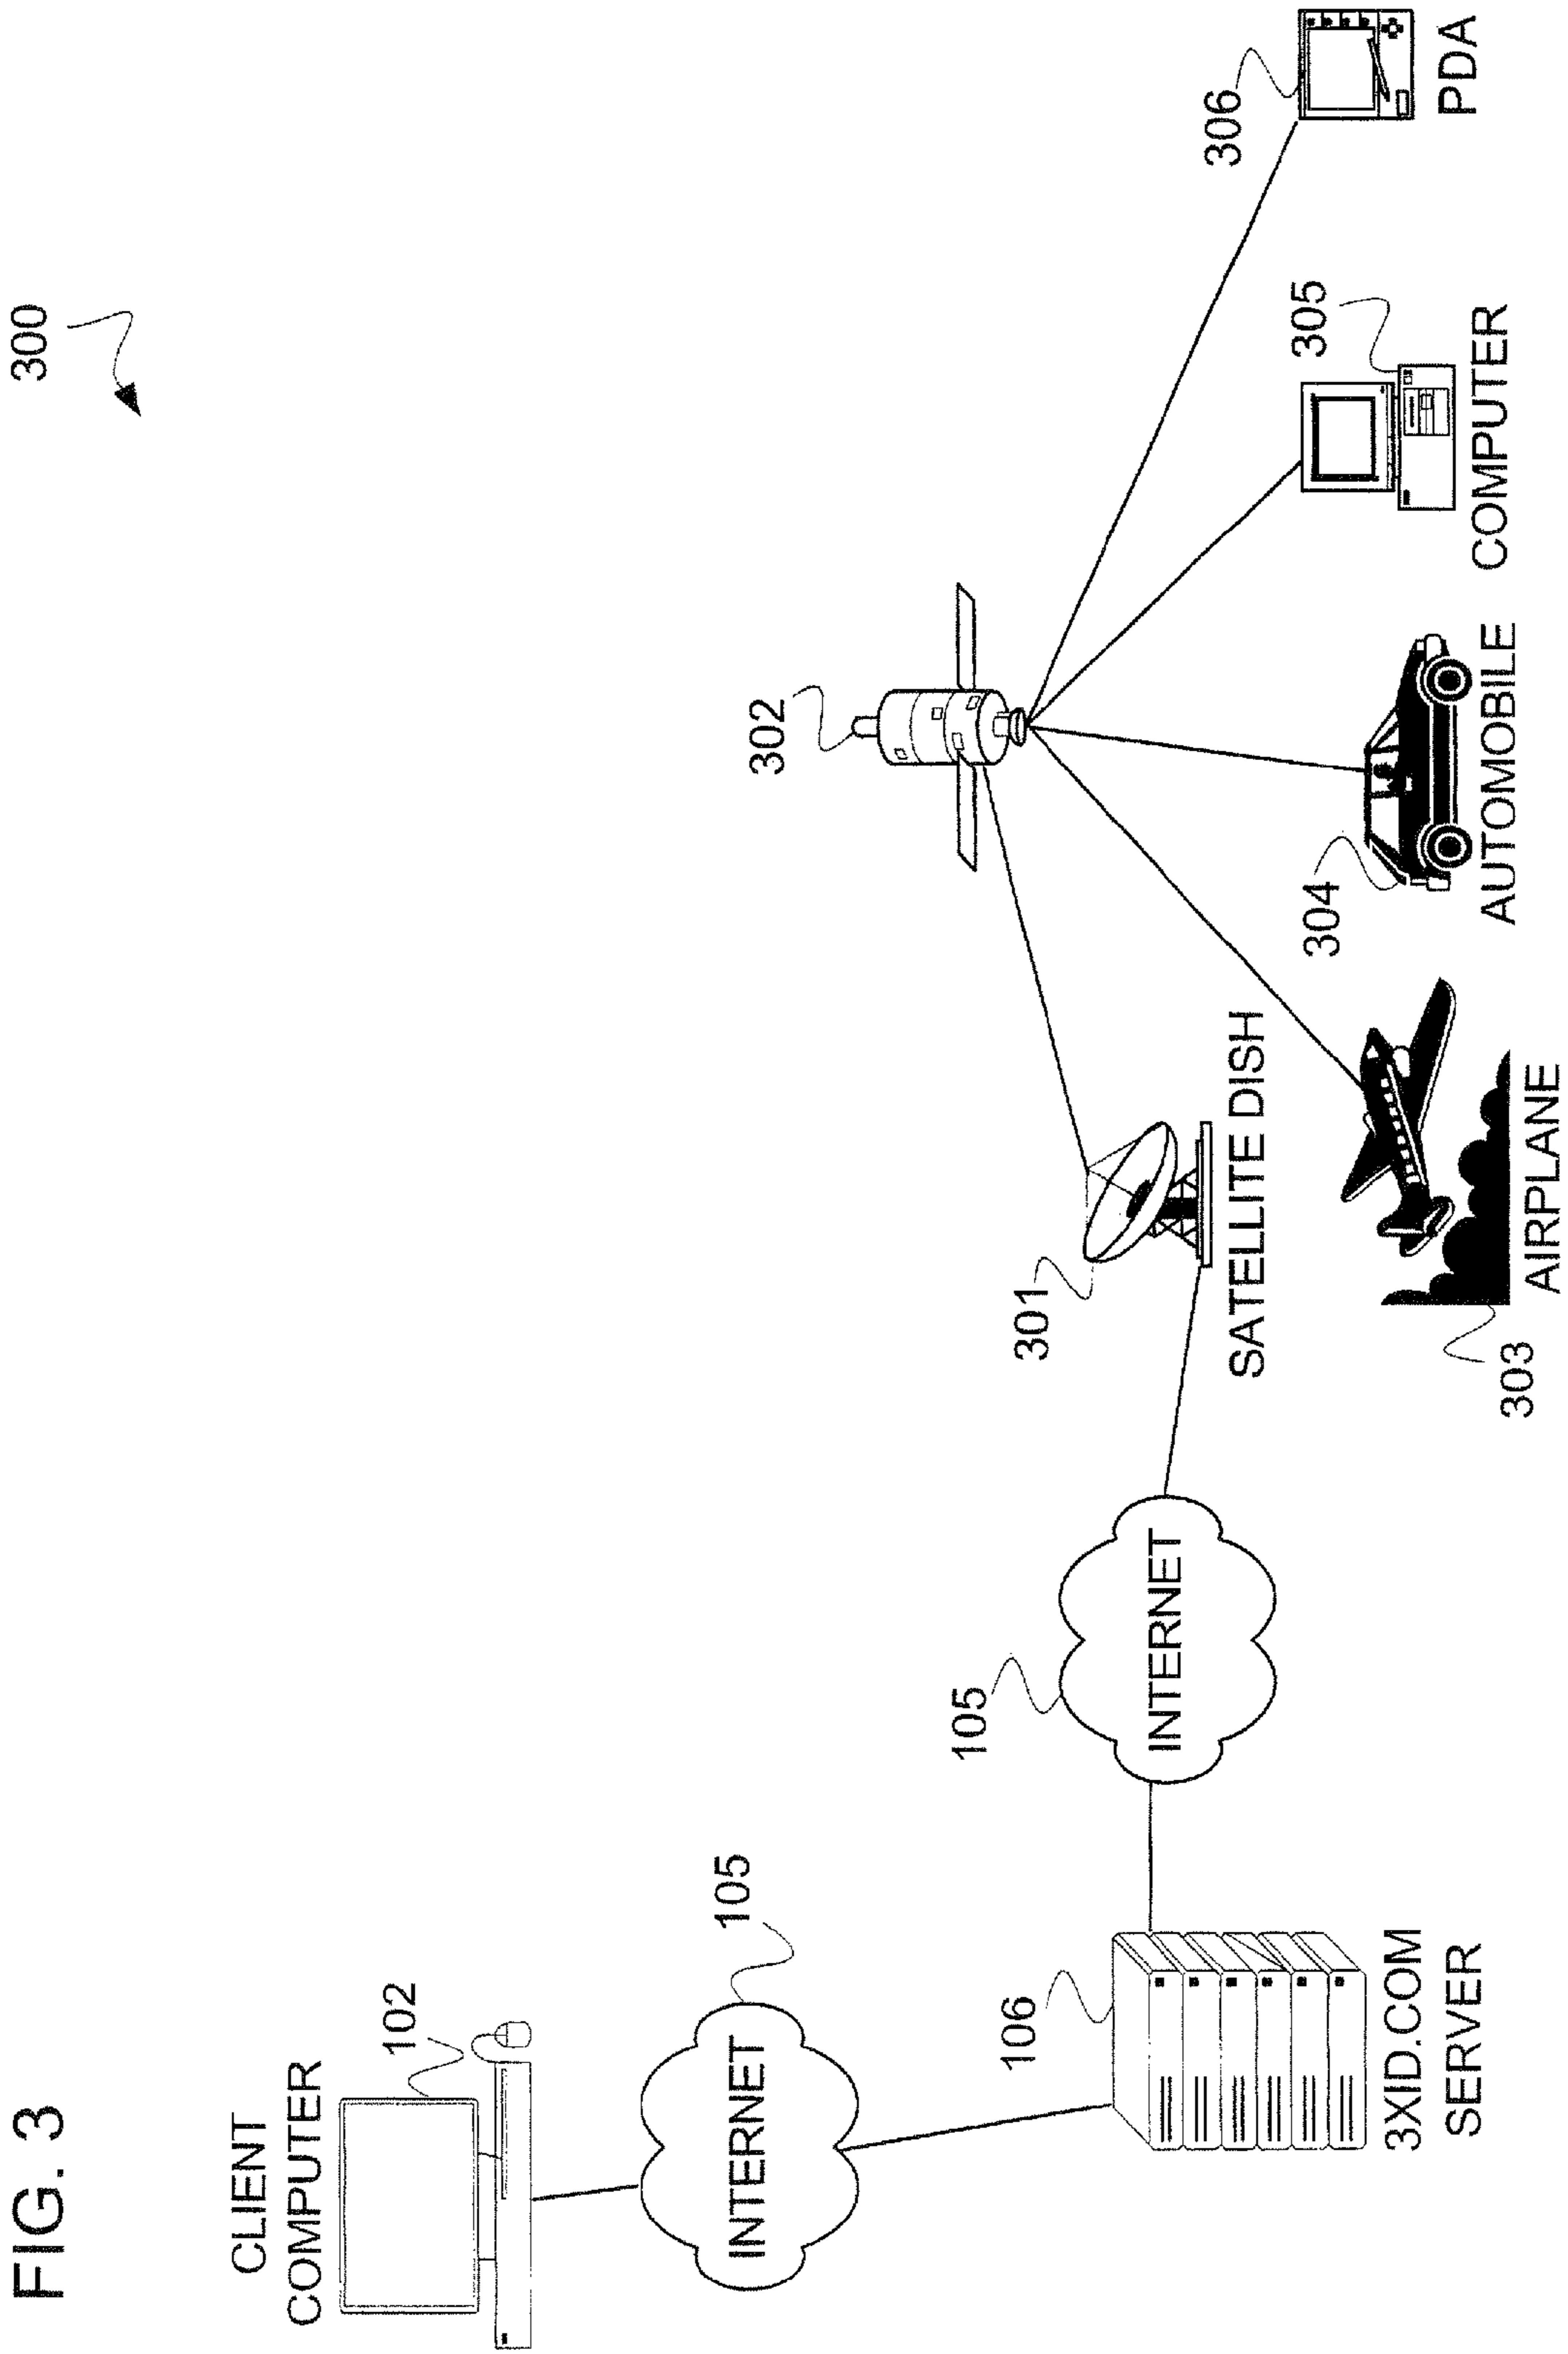 FIG. 3
300
CLIENT
COMPUTER
102
INTERNET
105
302
106
3XID.COM
SERVER
105
INTERNET
301
SATELLITE DISH
303
AIRPLANE
304
AUTOMOBILE
305
COMPUTER
306
PDA